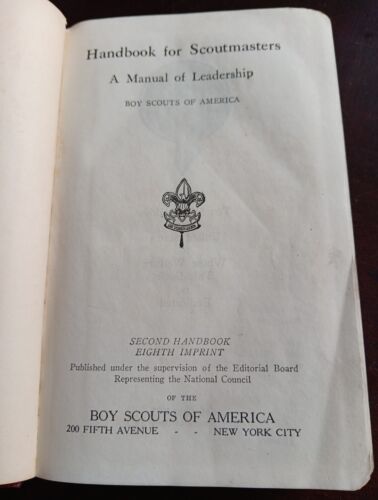 Handbook for Scoutmasters
A Manual of Leadership
BOY SCOUTS OF AMERICA
SECOND HANDBOOK
EIGHTH IMPRINT
Published under the supervision of the Editorial Board
Representing the National Council
OF THE
BOY SCOUTS OF AMERICA
200 FIFTH AVENUE - - NEW YORK CITY